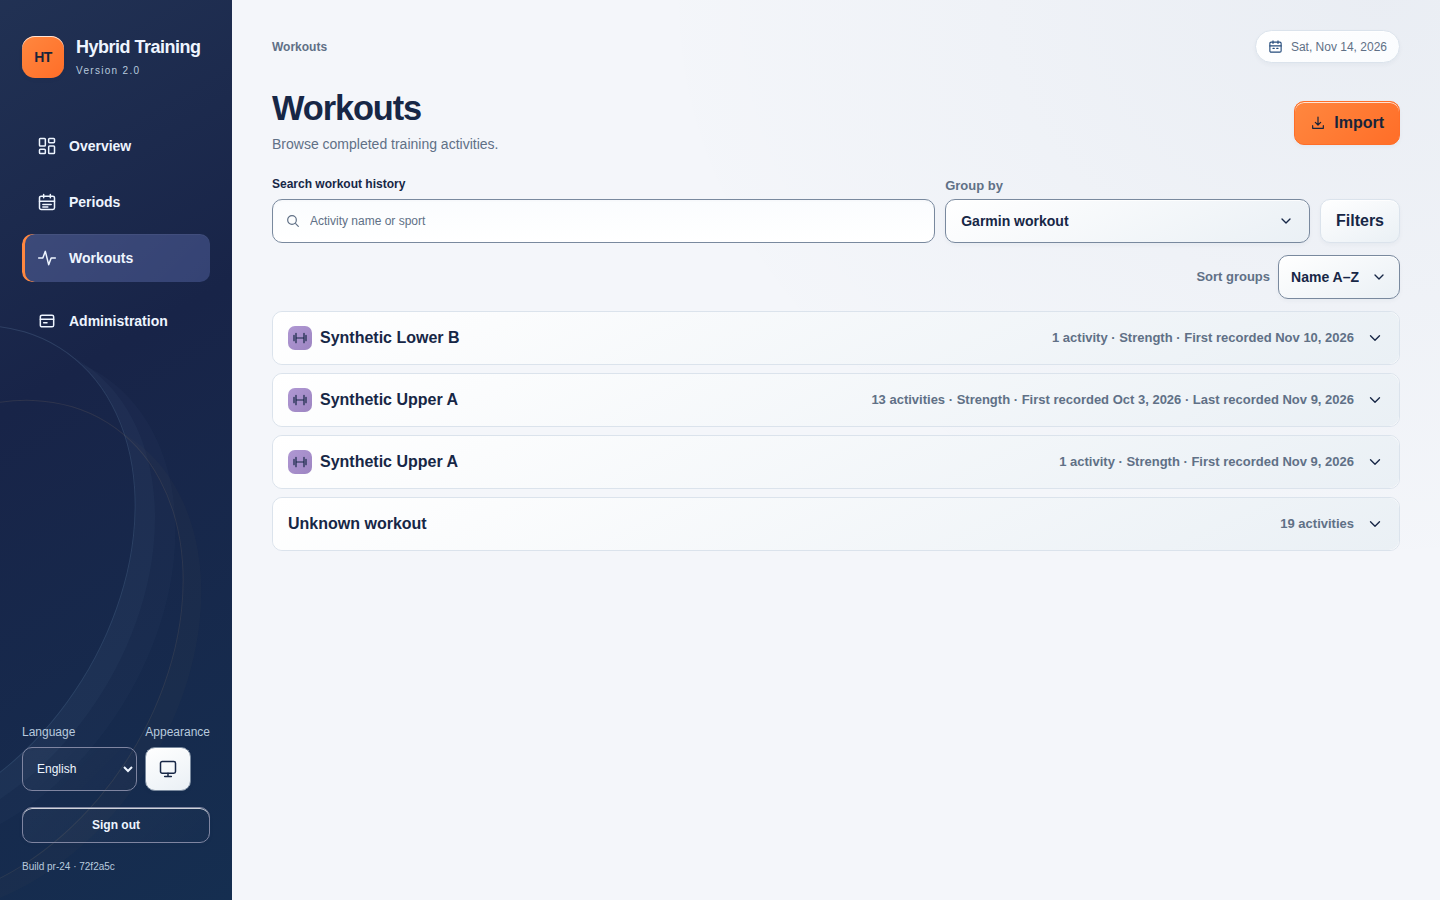 HT
Hybrid Training
Version 2.0
Overview
Periods
Workouts
Administration
Language
Appearance
English
Sign out
Build pr-24 · 72f2a5c
Workouts
Sat, Nov 14, 2026
Workouts
Browse completed training activities.
Import
Search workout history
Activity name or sport
Group by
Garmin workout
Filters
Sort groups
Name A–Z
Synthetic Lower B
1 activity · Strength · First recorded Nov 10, 2026
Synthetic Upper A
13 activities · Strength · First recorded Oct 3, 2026 · Last recorded Nov 9, 2026
Synthetic Upper A
1 activity · Strength · First recorded Nov 9, 2026
Unknown workout
19 activities